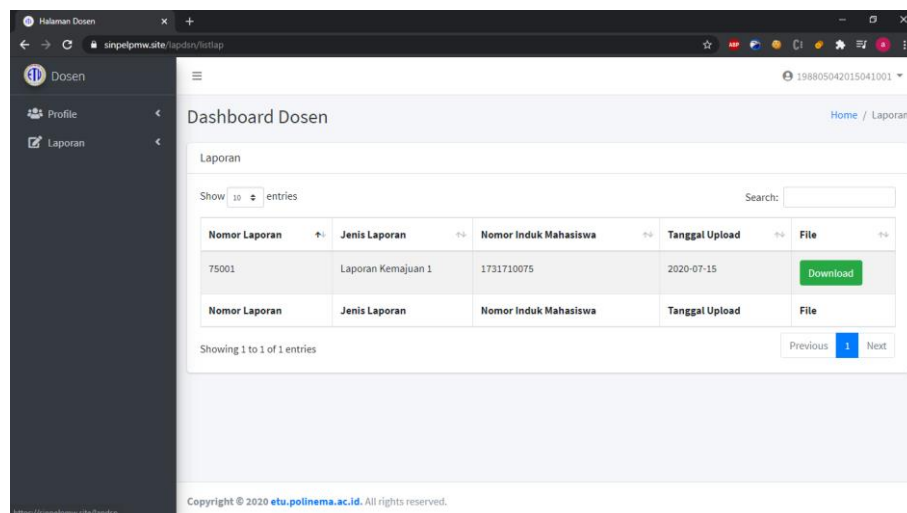 Halaman Dosen
sinpelpmw.site/lapdsn/listlap
ABP
a
ETU Dosen
198805042015041001
Profile
Laporan
Dashboard Dosen
Home / Laporan
Laporan
Show 10 entries
Search:
Nomor Laporan Jenis Laporan Nomor Induk Mahasiswa Tanggal Upload File
75001 Laporan Kemajuan 1 1731710075 2020-07-15 Download
Nomor Laporan Jenis Laporan Nomor Induk Mahasiswa Tanggal Upload File
Showing 1 to 1 of 1 entries
Previous 1 Next
Copyright © 2020 etu.polinema.ac.id. All rights reserved.